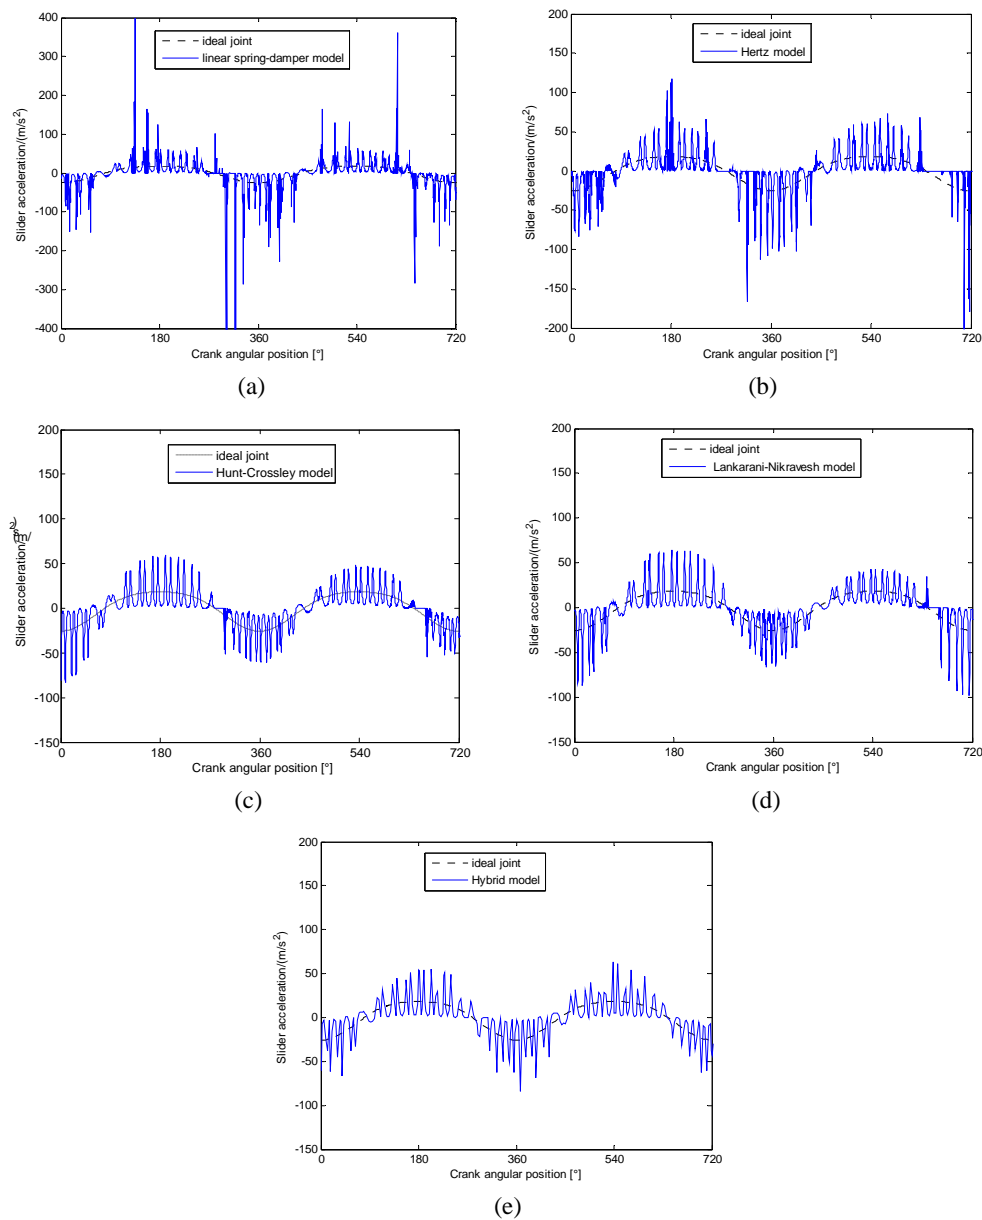 400
300
200
100
0
-100
-200
-300
-400
0
180
360
540
720
Slider acceleration/(m/s²)
Crank angular position [°]
ideal joint
linear spring-damper model
(a)
200
150
100
50
0
-50
-100
-150
-200
0
180
360
540
720
Slider acceleration/(m/s²)
Crank angular position [°]
ideal joint
Hertz model
(b)
200
150
100
50
0
-50
-100
-150
0
180
360
540
720
Slider acceleration/
Crank angular position [°]
ideal joint
Hunt-Crossley model
(c)
200
150
100
50
0
-50
-100
-150
0
180
360
540
720
Slider acceleration/(m/s²)
Crank angular position [°]
ideal joint
Lankarani-Nikravesh model
(d)
200
150
100
50
0
-50
-100
-150
0
180
360
540
720
Slider acceleration/(m/s²)
Crank angular position [°]
ideal joint
Hybrid model
(e)